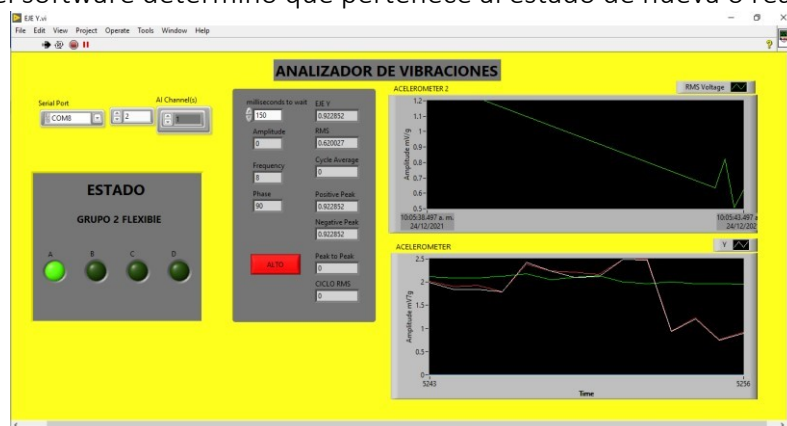 el software determinó que pertenece al estado de nueva o rea
EJE Y.vi
File Edit View Project Operate Tools Window Help
ANALIZADOR DE VIBRACIONES
Serial Port
COM8
2
AI Channel(s)
1
ESTADO
GRUPO 2 FLEXIBIE
A B C D
milliseconds to wait
150
Amplitude
0
Frequency
8
Phase
90
ALTO
EJE Y
0.922852
RMS
0.620027
Cycle Average
0
Positive Peak
0.922852
Negative Peak
0.922852
Peak to Peak
0
CICLO RMS
0
ACELEROMETER 2
RMS Voltage
Amplitude mV/g
1.2
1.1
1
0.9
0.8
0.7
0.6
0.5
10:05:38.497 a. m.
24/12/2021
10:05:43.497 a
24/12/202
ACELEROMETER
Y
Amplitude mV7g
2.5
2
1.5
1
0.5
0
5243
5256
Time